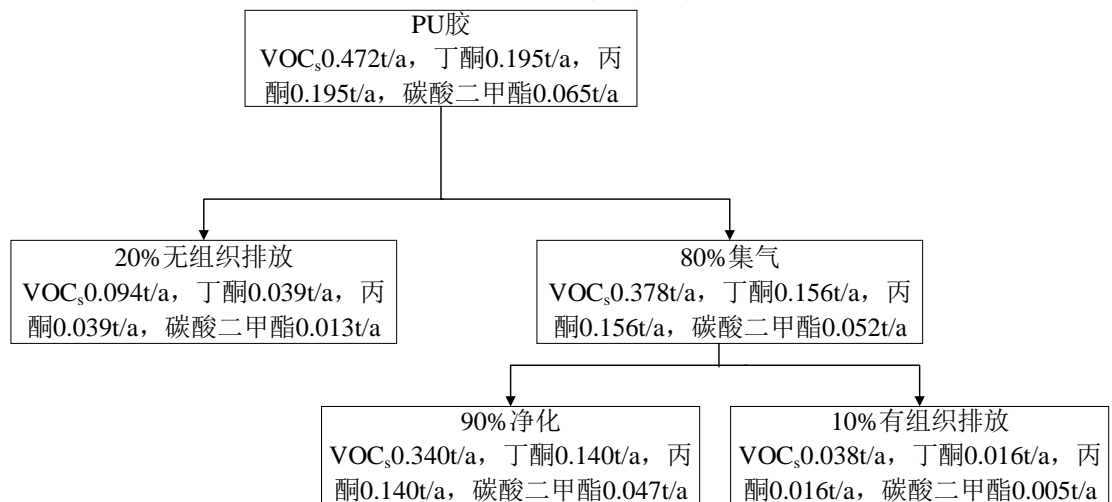 PU胶
VOCs0.472t/a，丁酮0.195t/a，丙
酮0.195t/a，碳酸二甲酯0.065t/a
20%无组织排放
VOCs0.094t/a，丁酮0.039t/a，丙
酮0.039t/a，碳酸二甲酯0.013t/a
80%集气
VOCs0.378t/a，丁酮0.156t/a，丙
酮0.156t/a，碳酸二甲酯0.052t/a
90%净化
VOCs0.340t/a，丁酮0.140t/a，丙
酮0.140t/a，碳酸二甲酯0.047t/a
10%有组织排放
VOCs0.038t/a，丁酮0.016t/a，丙
酮0.016t/a，碳酸二甲酯0.005t/a